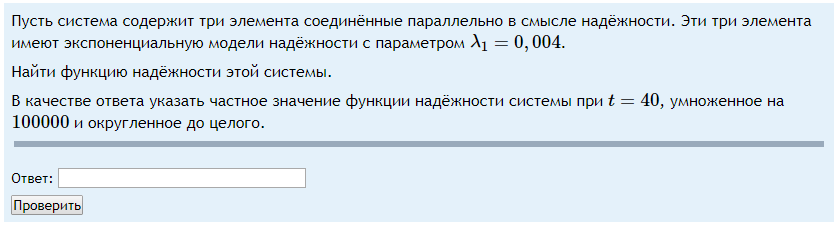 Пусть система содержит три элемента соединённые параллельно в смысле надёжности. Эти три элемента
имеют экспоненциальную модели надёжности с параметром λ₁ = 0,004.
Найти функцию надёжности этой системы.
В качестве ответа указать частное значение функции надёжности системы при t = 40, умноженное на
100000 и округленное до целого.
Ответ:
Проверить